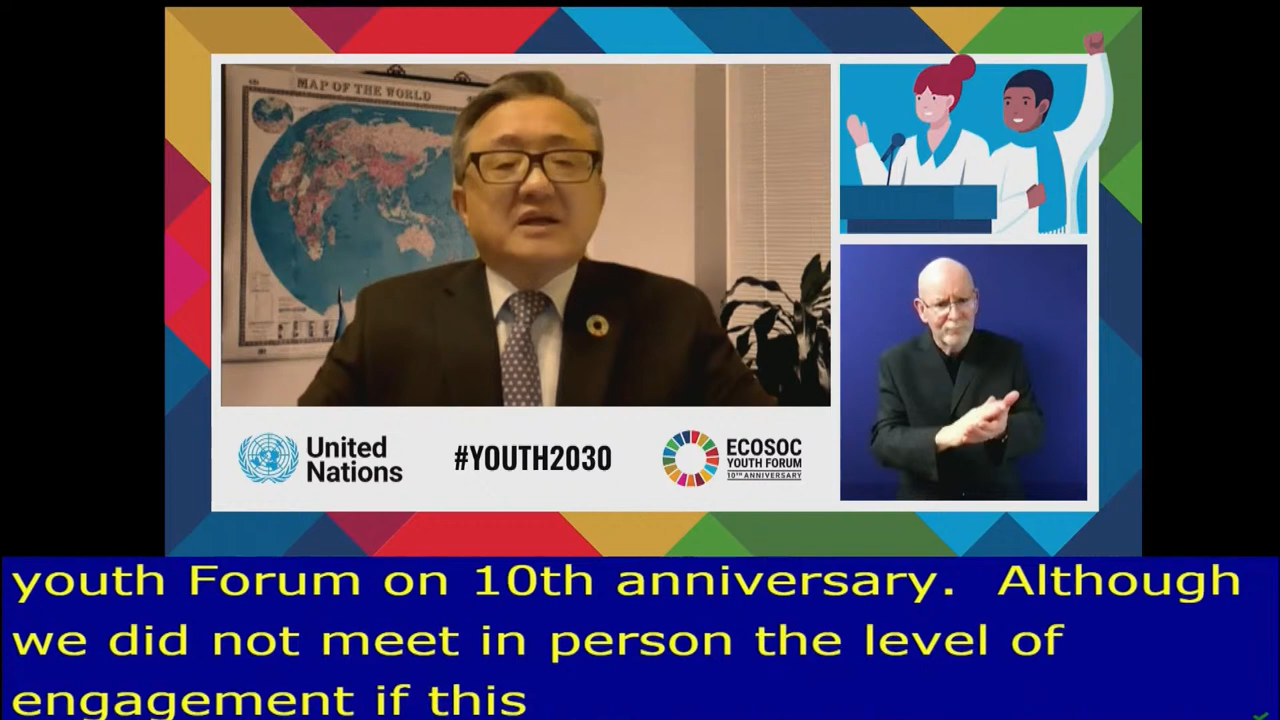 MAP OF THE WORLD
United
Nations
#YOUTH2030
ECOSOC
YOUTH FORUM
10TH ANNIVERSARY
youth Forum on 10th anniversary.  Although
we did not meet in person the level of
engagement if this